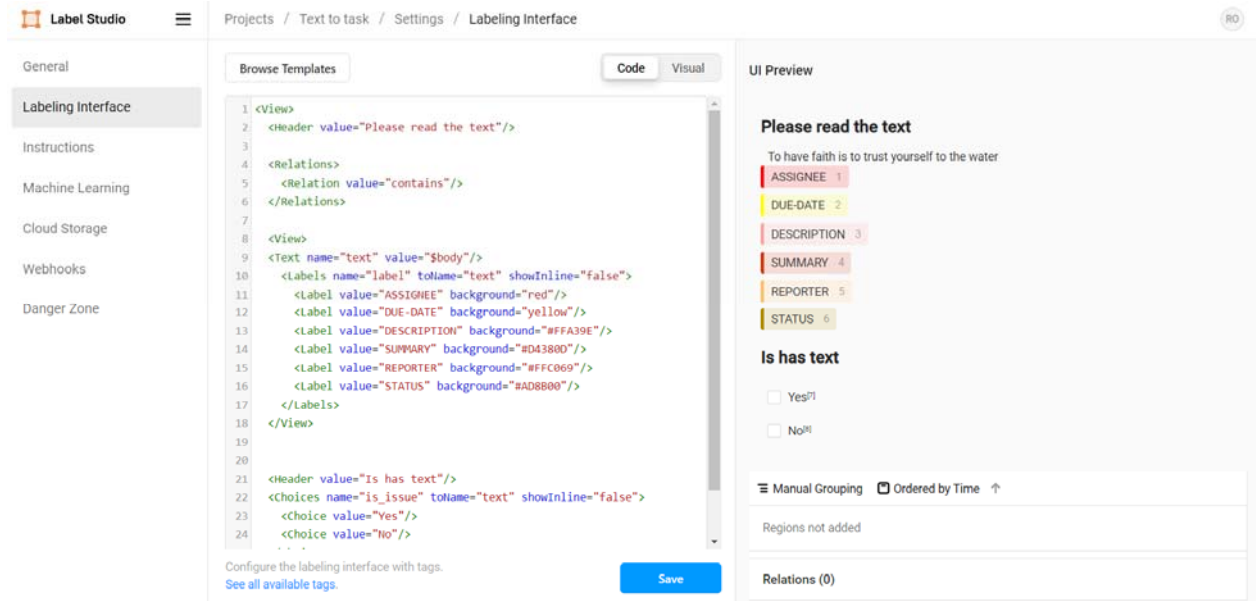 Label Studio
Projects / Text to task / Settings / Labeling Interface
RO
General
Labeling Interface
Instructions
Machine Learning
Cloud Storage
Webhooks
Danger Zone
Browse Templates
Code Visual
1 <View>
2 <Header value="Please read the text"/>
3
4 <Relations>
5 <Relation value="contains"/>
6 </Relations>
7
8 <View>
9 <Text name="text" value="$body"/>
10 <Labels name="label" toName="text" showInline="false">
11 <Label value="ASSIGNEE" background="red"/>
12 <Label value="DUE-DATE" background="yellow"/>
13 <Label value="DESCRIPTION" background="#FFA39E"/>
14 <Label value="SUMMARY" background="#D4380D"/>
15 <Label value="REPORTER" background="#FFC069"/>
16 <Label value="STATUS" background="#AD8B00"/>
17 </Labels>
18 </View>
19
20
21 <Header value="Is has text"/>
22 <Choices name="is_issue" toName="text" showInline="false">
23 <Choice value="Yes"/>
24 <Choice value="No"/>
Configure the labeling interface with tags.
See all available tags.
Save
UI Preview
Please read the text
To have faith is to trust yourself to the water
ASSIGNEE 1
DUE-DATE 2
DESCRIPTION 3
SUMMARY 4
REPORTER 5
STATUS 6
Is has text
Yes[7]
No[8]
Manual Grouping Ordered by Time
Regions not added
Relations (0)